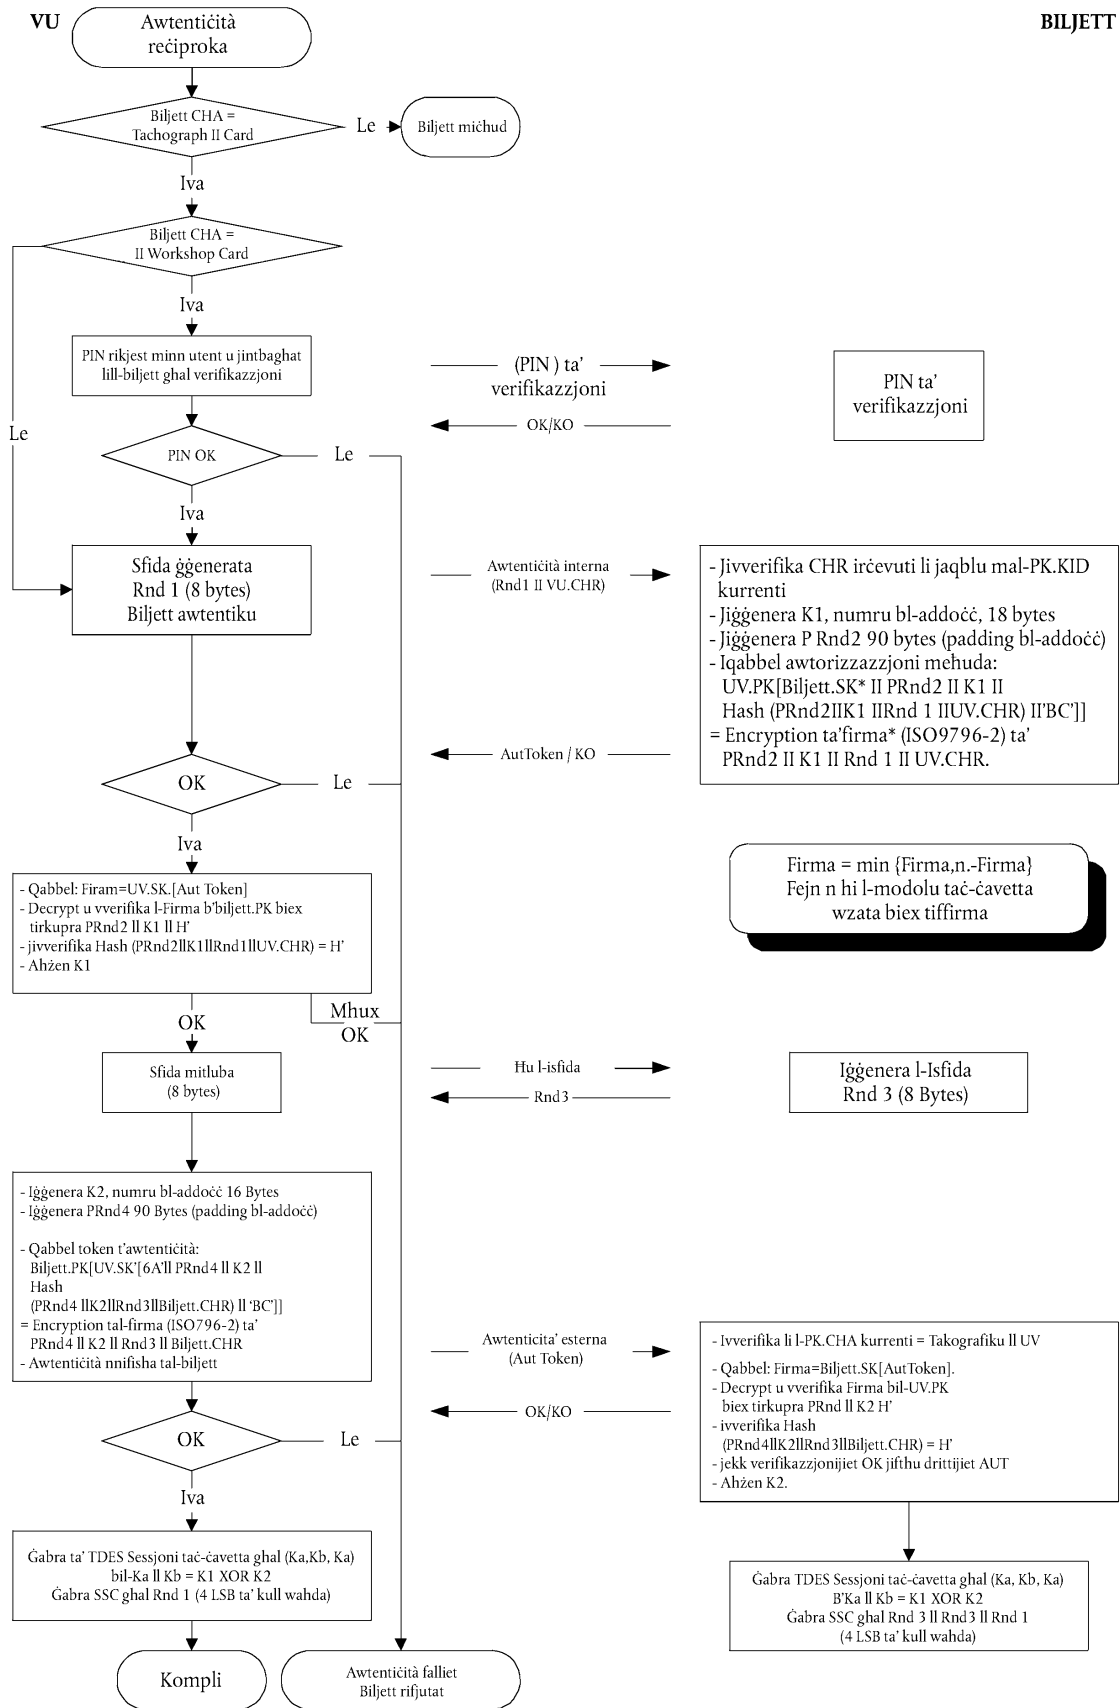 VU
BILJETT
Awtentiċità
reċiproka
Biljett CHA =
Tachograph II Card
Le
Biljett miċhud
Iva
Biljett CHA =
II Workshop Card
Iva
PIN rikjest minn utent u jintbagħat
lill-biljett għal verifikazzjoni
(PIN ) ta'
verifikazzjoni
PIN ta'
verifikazzjoni
OK/KO
Le
PIN OK
Le
Iva
Sfida ġġenerata
Rnd 1 (8 bytes)
Biljett awtentiku
Awtentiċità interna
(Rnd1 II VU.CHR)
- Jivverifika CHR irċevuti li jaqblu mal-PK.KID
kurrenti
- Jiġġenera K1, numru bl-addoċċ, 18 bytes
- Jiġġenera P Rnd2 90 bytes (padding bl-addoċċ)
- Iqabbel awtorizzazzjoni meħuda:
UV.PK[Biljett.SK* II PRnd2 II K1 II
Hash (PRnd2IIK1 IIRnd 1 IIUV.CHR) II'BC']]
= Encryption ta'firma* (ISO9796-2) ta'
PRnd2 II K1 II Rnd 1 II UV.CHR.
AutToken / KO
OK
Le
Iva
- Qabbel: Firam=UV.SK.[Aut Token]
- Decrypt u vverifika l-Firma b'biljett.PK biex
tirkupra PRnd2 ll K1 ll H'
- jivverifika Hash (PRnd2llK1llRnd1llUV.CHR) = H'
- Ahżen K1
Firma = min {Firma,n.-Firma}
Fejn n hi l-modolu taċ-ċavetta
wzata biex tiffirma
OK
Mhux
OK
Sfida mitluba
(8 bytes)
Ħu l-isfida
Rnd3
Iġġenera l-Isfida
Rnd 3 (8 Bytes)
- Iġġenera K2, numru bl-addoċċ 16 Bytes
- Iġġenera PRnd4 90 Bytes (padding bl-addoċċ)
- Qabbel token t'awtentiċità:
Biljett.PK[UV.SK'[6A'll PRnd4 ll K2 ll
Hash
(PRnd4 llK2llRnd3llBiljett.CHR) ll 'BC']]
= Encryption tal-firma (ISO796-2) ta'
PRnd4 ll K2 ll Rnd3 ll Biljett.CHR
- Awtentiċità nnifisha tal-biljett
Awtenticita' esterna
(Aut Token)
- Ivverifika li l-PK.CHA kurrenti = Takografiku ll UV
- Qabbel: Firma=Biljett.SK[AutToken].
- Decrypt u vverifika Firma bil-UV.PK
biex tirkupra PRnd ll K2 H'
- ivverifika Hash
(PRnd4llK2llRnd3llBiljett.CHR) = H'
- jekk verifikazzjonijiet OK jifthu drittijiet AUT
- Ahżen K2.
OK/KO
OK
Le
Iva
Ġabra ta' TDES Sessjoni taċ-ċavetta ghal (Ka,Kb, Ka)
bil-Ka ll Kb = K1 XOR K2
Ġabra SSC ghal Rnd 1 (4 LSB ta' kull wahda)
Ġabra TDES Sessjoni taċ-ċavetta ghal (Ka, Kb, Ka)
B'Ka ll Kb = K1 XOR K2
Ġabra SSC ghal Rnd 3 ll Rnd3 ll Rnd 1
(4 LSB ta' kull wahda)
Kompli
Awtentiċità falliet
Biljett rifjutat